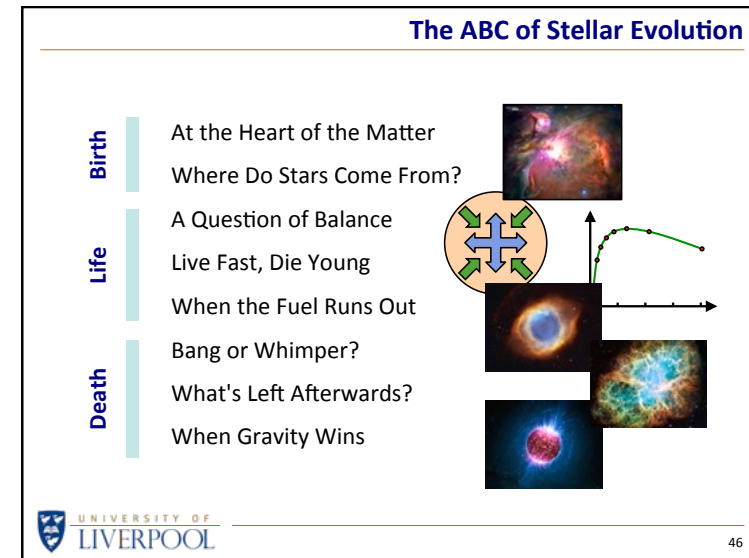 The ABC of Stellar Evolution
Birth
At the Heart of the Matter
Where Do Stars Come From?
Life
A Question of Balance
Live Fast, Die Young
When the Fuel Runs Out
Death
Bang or Whimper?
What's Left Afterwards?
When Gravity Wins
UNIVERSITY OF
LIVERPOOL
46